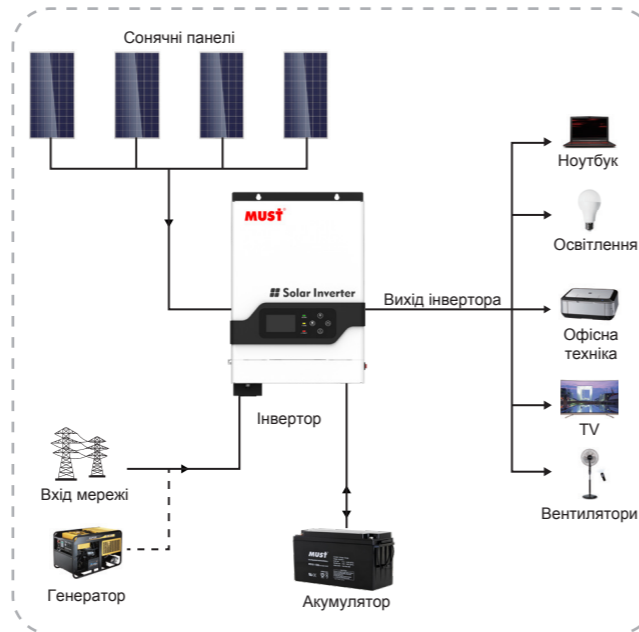 Сонячні панелі
MUST
Solar Inverter
Вихід інвертора
Ноутбук
Освітлення
Офісна
техніка
TV
Вентилятори
Інвертор
Вхід мережі
Генератор
MUST
Акумулятор